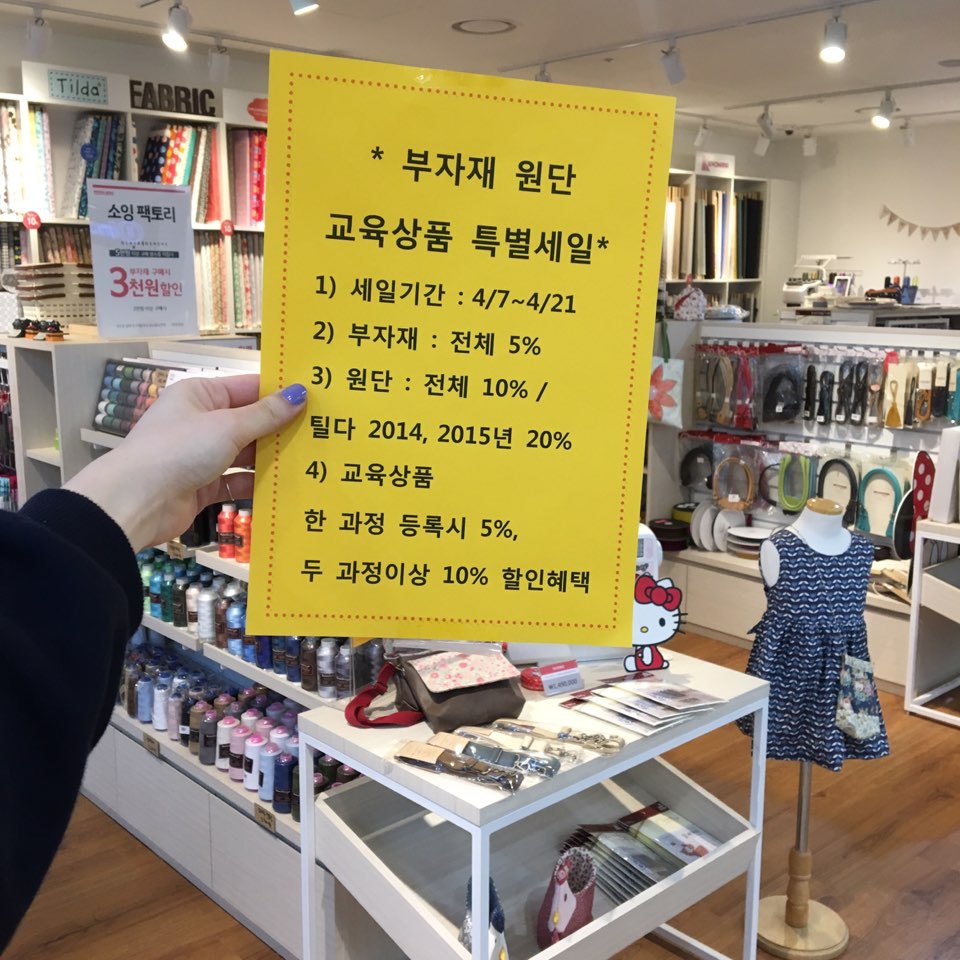 Tilda
FABRIC
소잉 팩토리
부자재 구매시
3천원할인
* 부자재 원단
교육상품 특별세일*
1) 세일기간 : 4/7~4/21
2) 부자재 : 전체 5%
3) 원단 : 전체 10% /
틸다 2014, 2015년 20%
4) 교육상품
한 과정 등록시 5%,
두 과정이상 10% 할인혜택